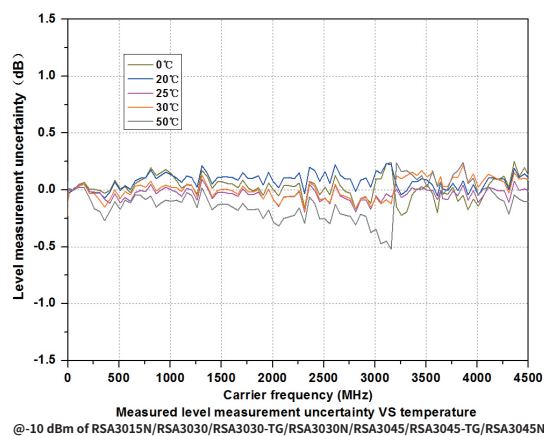 1.5
1.0
0.5
0.0
-0.5
-1.0
-1.5
Level measurement uncertainty (dB)
0℃
20℃
25℃
30℃
50℃
0 500 1000 1500 2000 2500 3000 3500 4000 4500
Carrier frequency (MHz)
Measured level measurement uncertainty VS temperature
@-10 dBm of RSA3015N/RSA3030/RSA3030-TG/RSA3030N/RSA3045/RSA3045-TG/RSA3045N